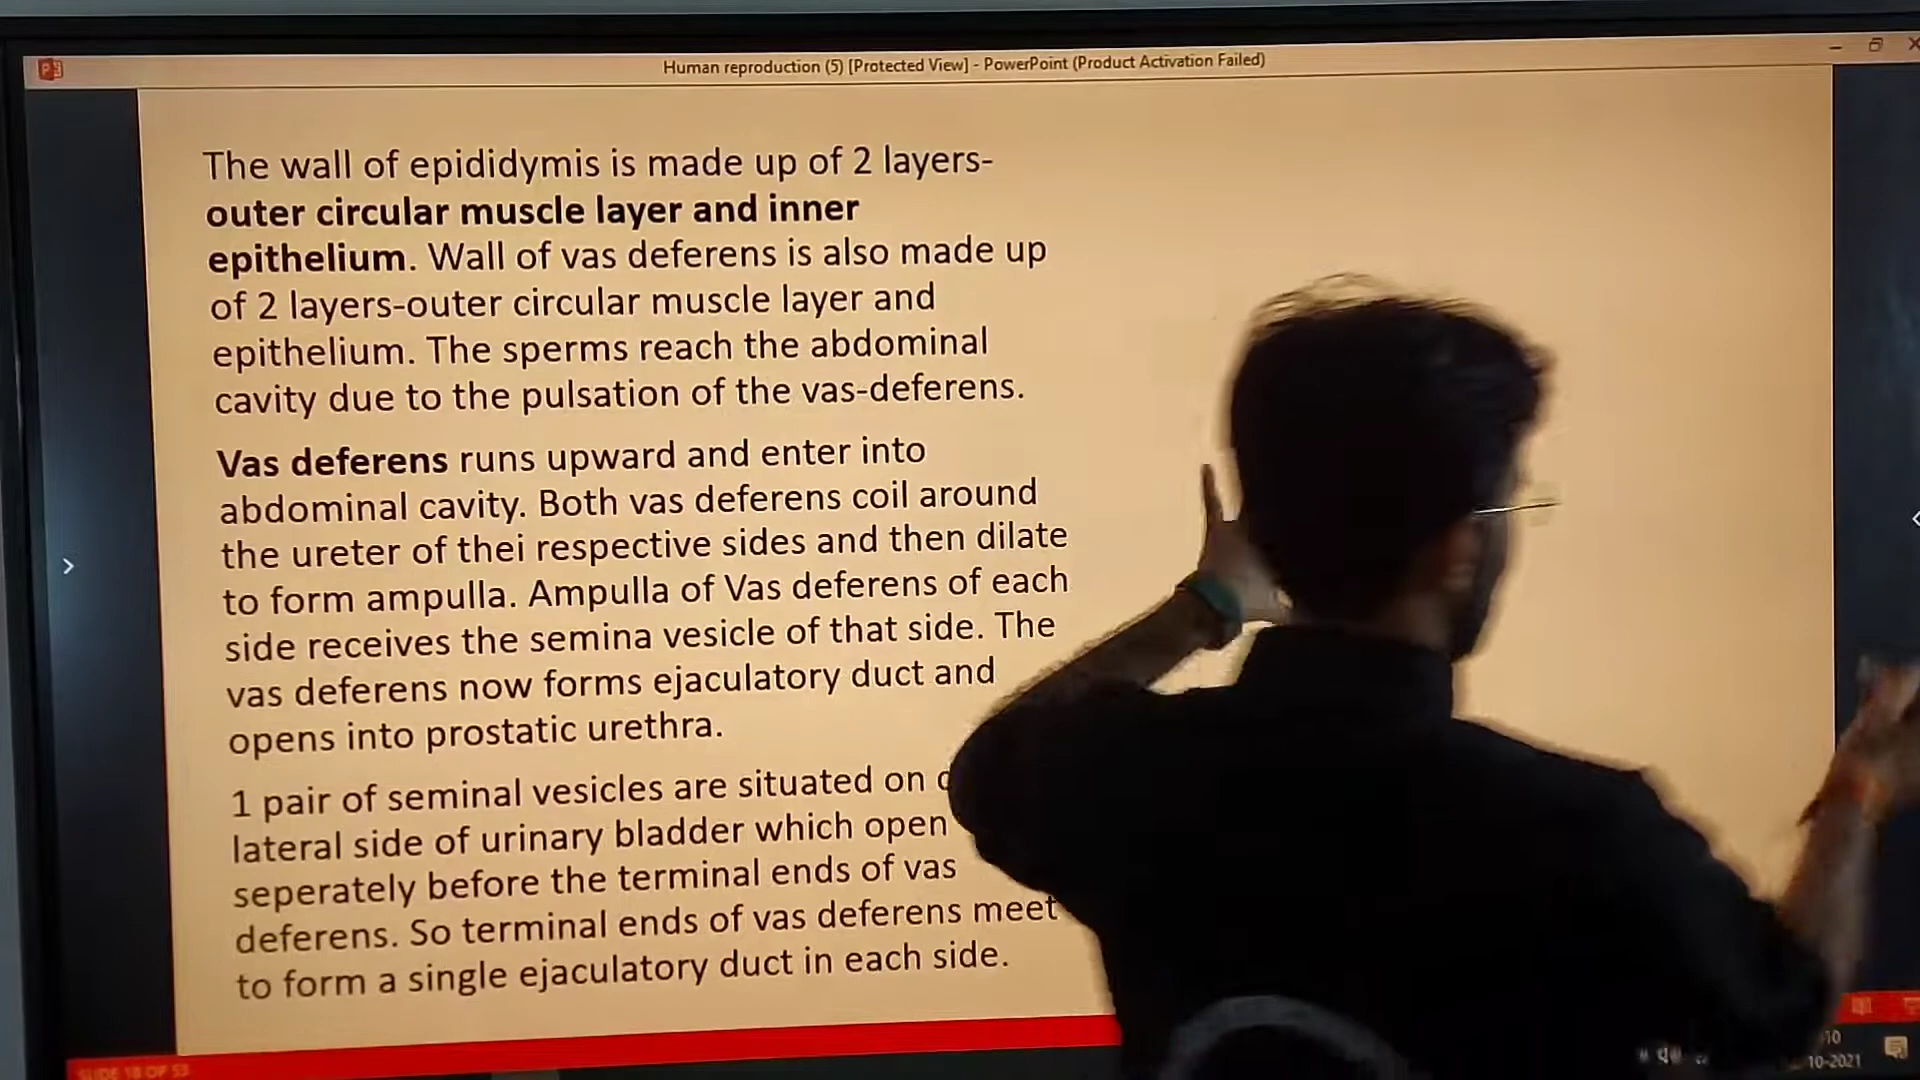 Human reproduction (5) [Protected View] - PowerPoint (Product Activation Failed)
The wall of epididymis is made up of 2 layers-
outer circular muscle layer and inner
epithelium. Wall of vas deferens is also made up
of 2 layers-outer circular muscle layer and
epithelium. The sperms reach the abdominal
cavity due to the pulsation of the vas-deferens.
Vas deferens runs upward and enter into
abdominal cavity. Both vas deferens coil around
the ureter of thei respective sides and then dilate
to form ampulla. Ampulla of Vas deferens of each
side receives the semina vesicle of that side. The
vas deferens now forms ejaculatory duct and
opens into prostatic urethra.
1 pair of seminal vesicles are situated on
lateral side of urinary bladder which open
seperately before the terminal ends of vas
deferens. So terminal ends of vas deferens meet
to form a single ejaculatory duct in each side.
SLIDE 18 OF 53
10
10-2021